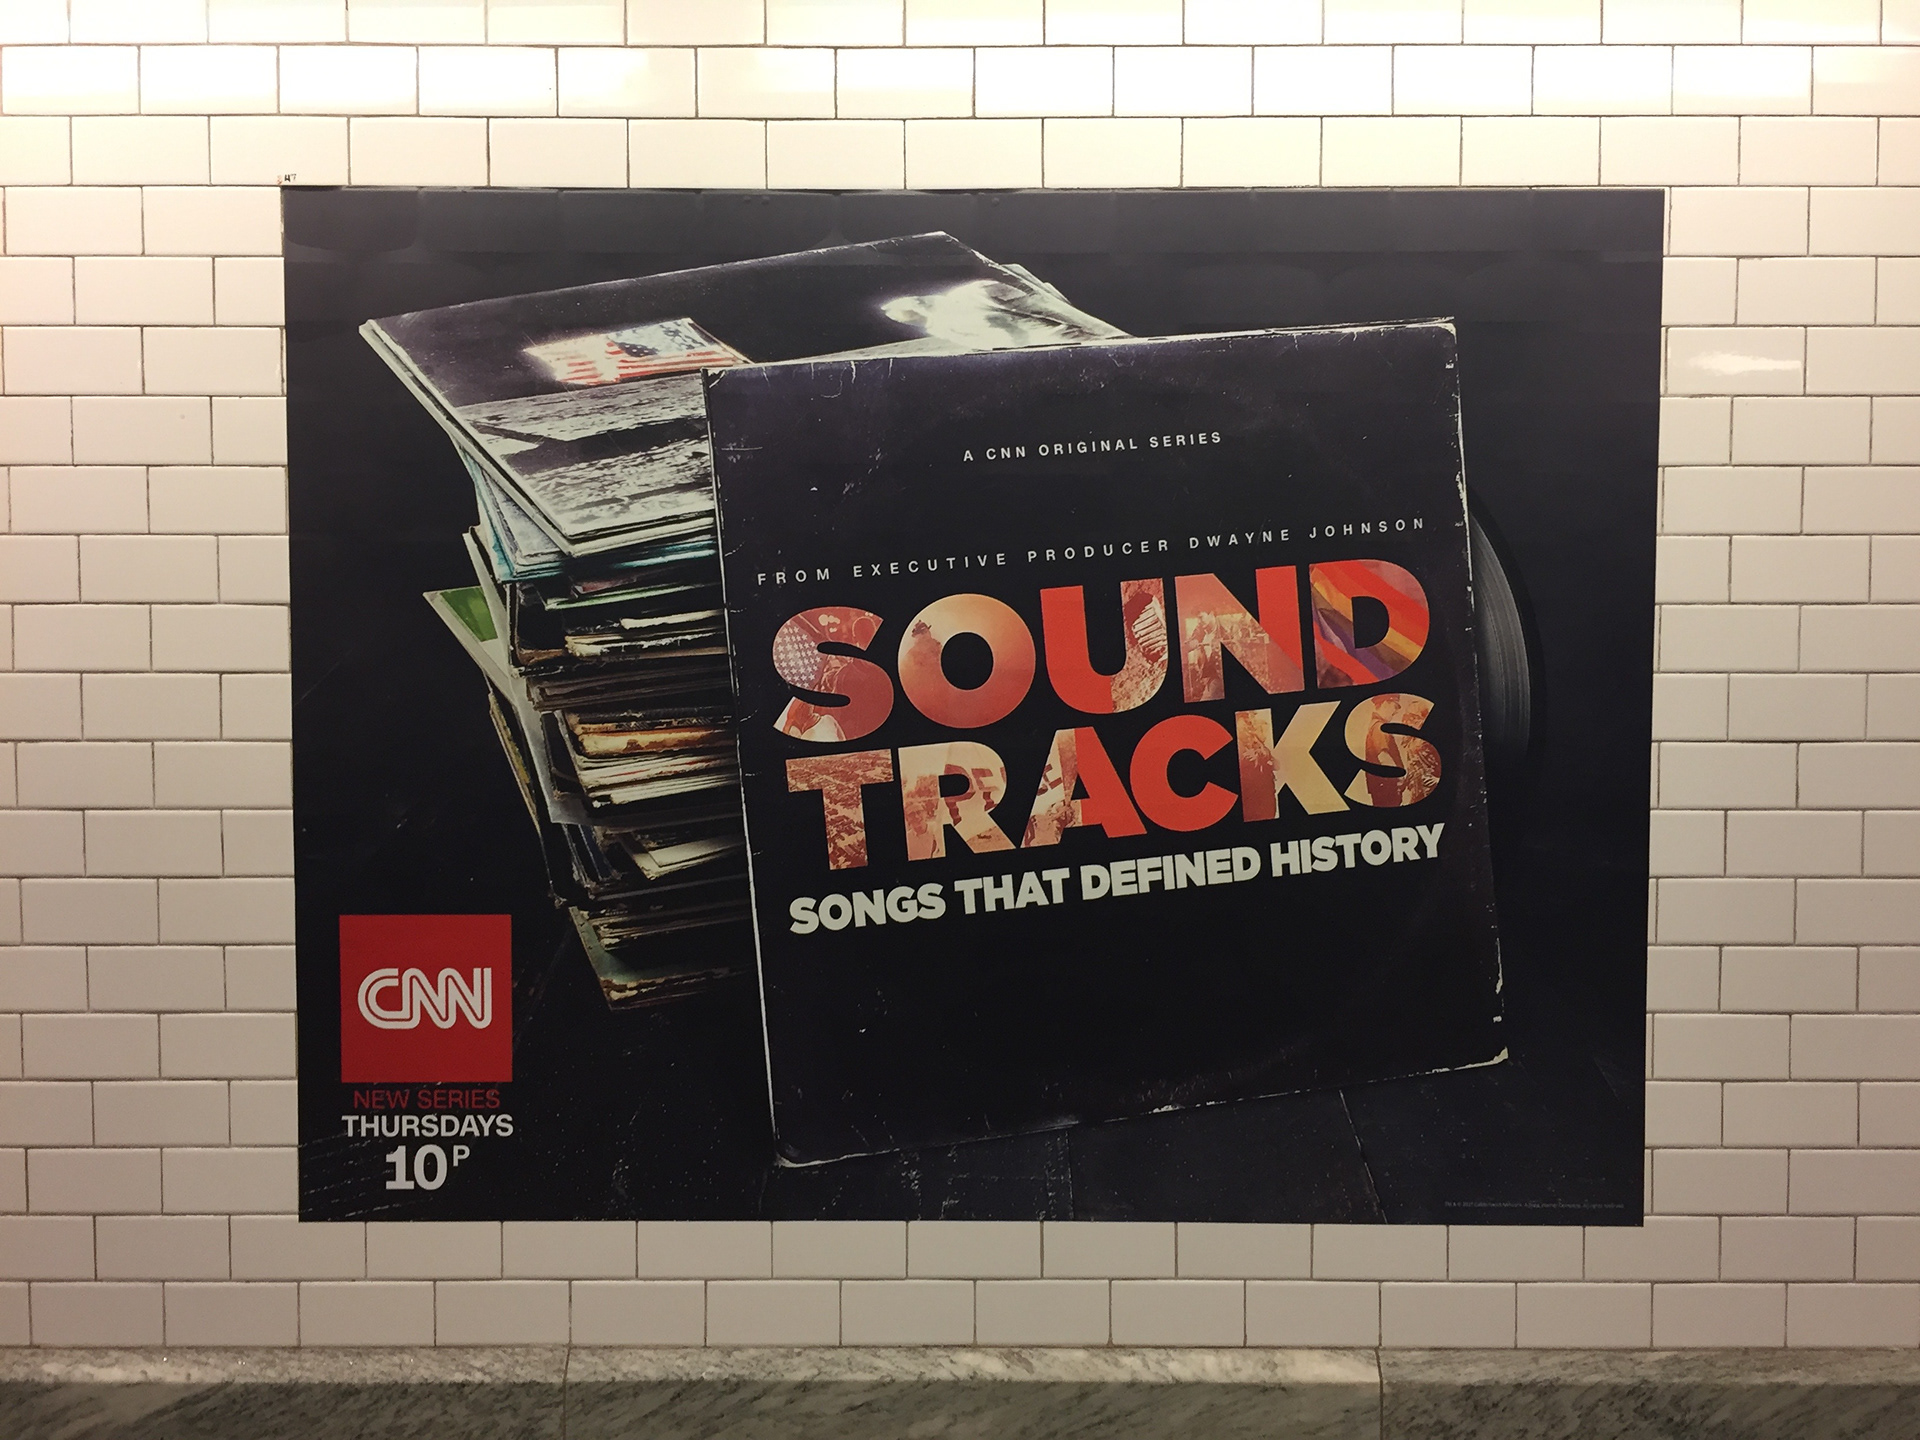 A CNN ORIGINAL SERIES
FROM EXECUTIVE PRODUCER DWAYNE JOHNSON
SOUND
TRACKS
SONGS THAT DEFINED HISTORY
CNN
NEW SERIES
THURSDAYS
10P